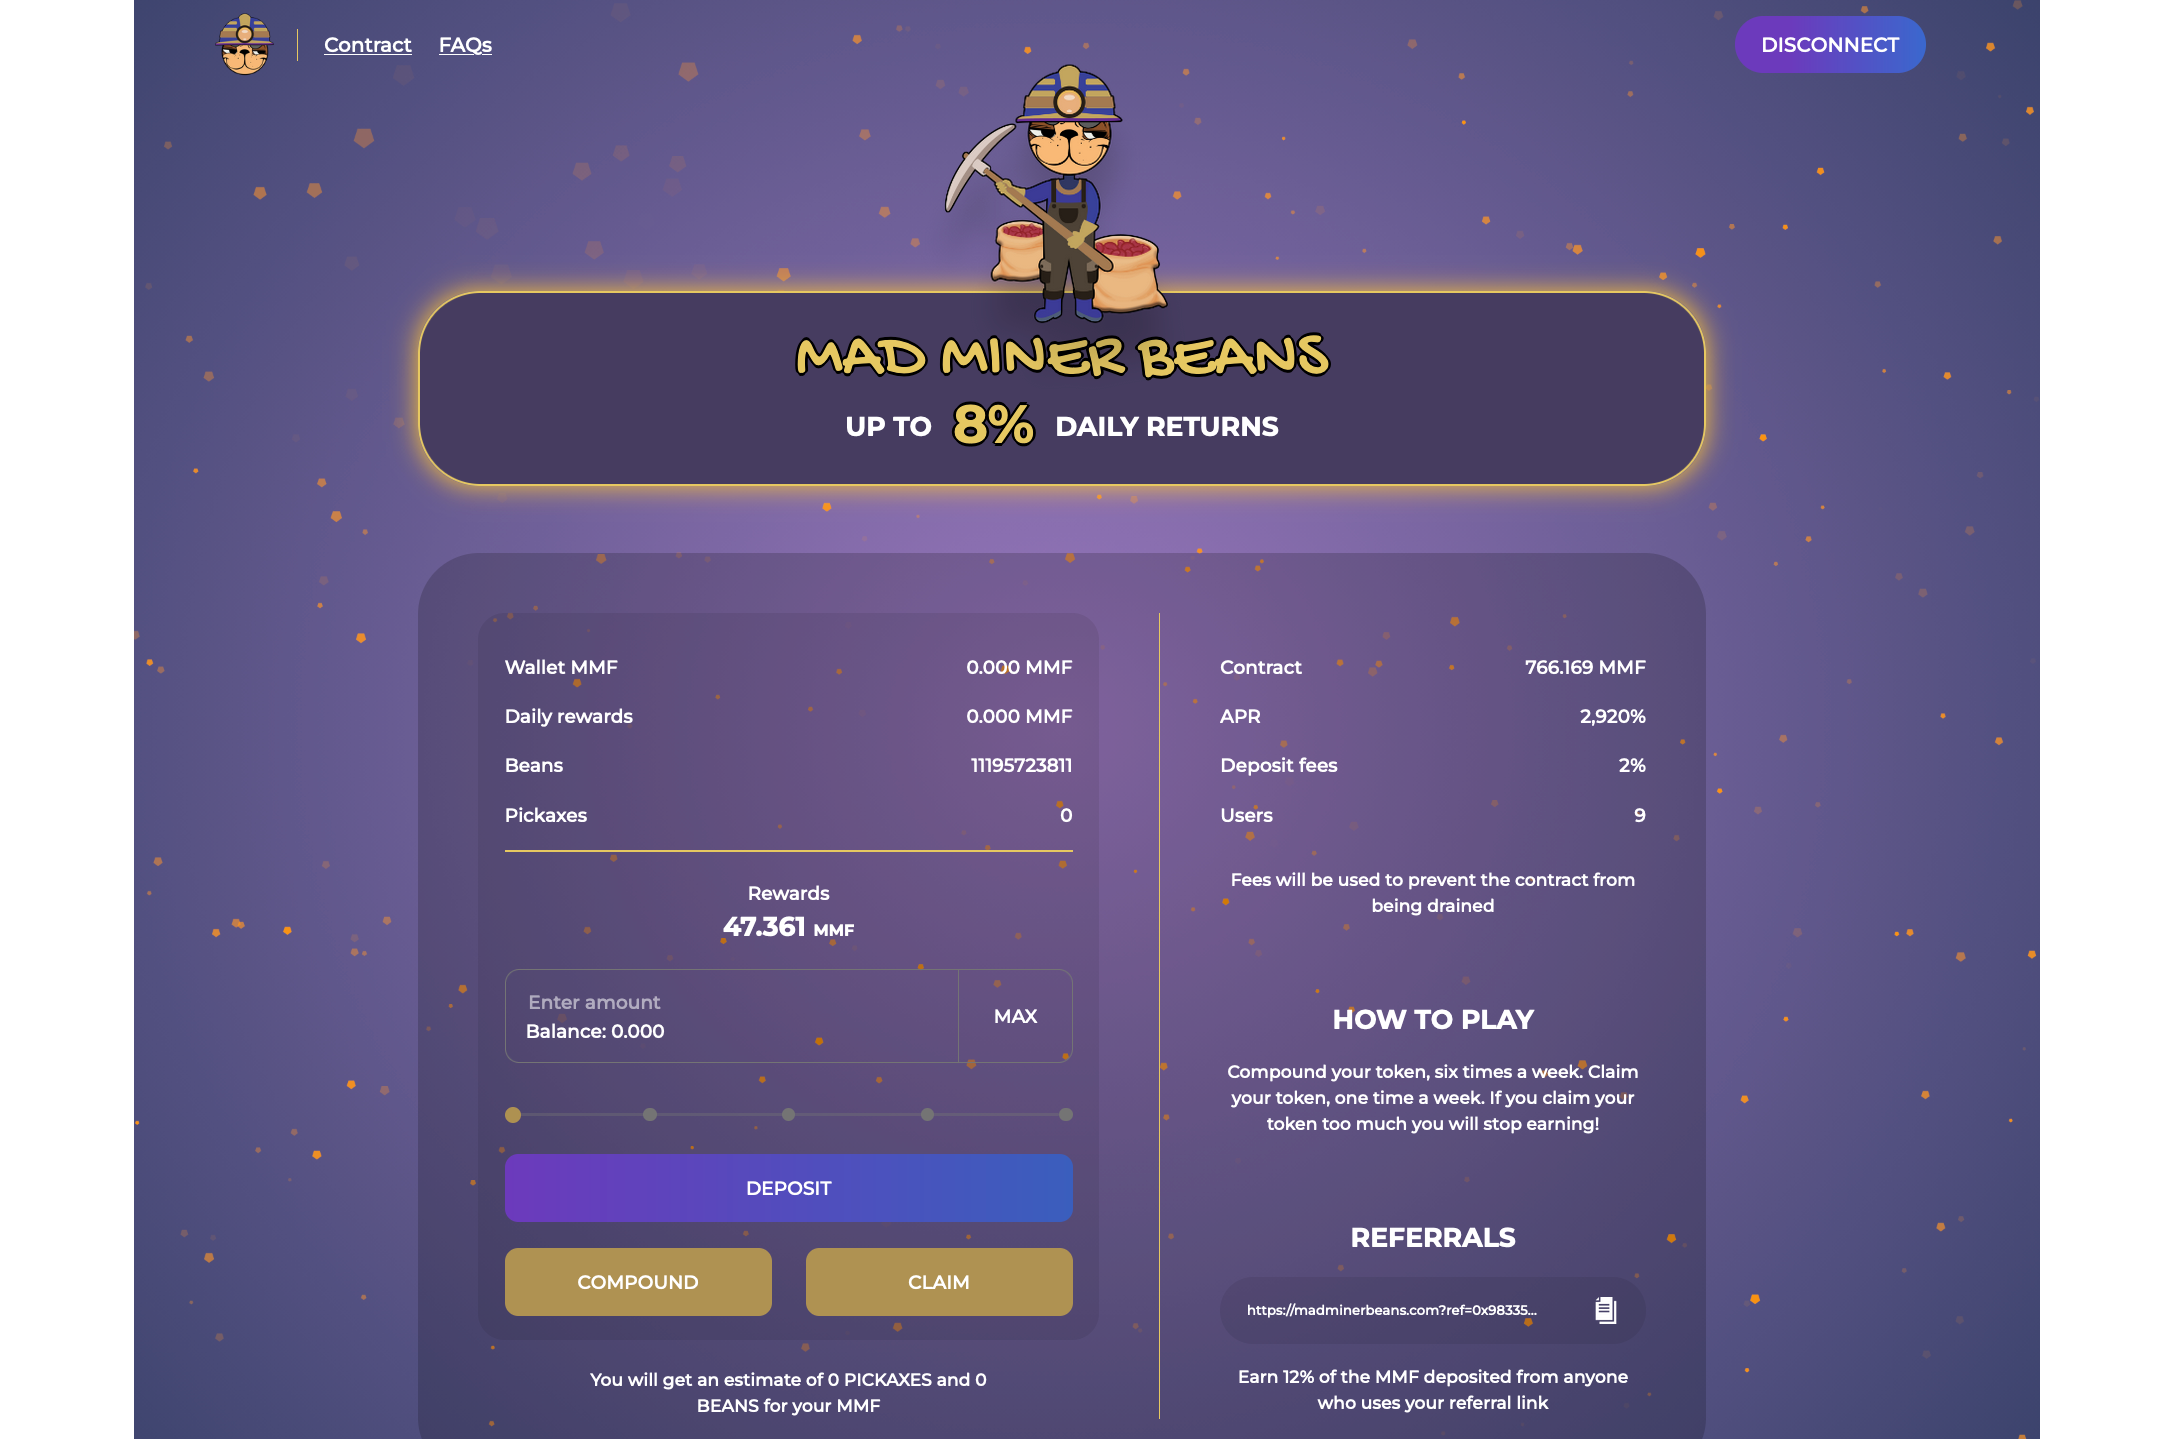 Contract FAQs
DISCONNECT
MAD MINER BEANS
UP TO 8% DAILY RETURNS
Wallet MMF 0.000 MMF
Daily rewards 0.000 MMF
Beans 11195723811
Pickaxes 0
Rewards
47.361 MMF
Enter amount
Balance: 0.000
MAX
DEPOSIT
COMPOUND CLAIM
You will get an estimate of 0 PICKAXES and 0
BEANS for your MMF
Contract 766.169 MMF
APR 2,920%
Deposit fees 2%
Users 9
Fees will be used to prevent the contract from
being drained
HOW TO PLAY
Compound your token, six times a week. Claim
your token, one time a week. If you claim your
token too much you will stop earning!
REFERRALS
https://madminerbeans.com?ref=0x98335...
Earn 12% of the MMF deposited from anyone
who uses your referral link